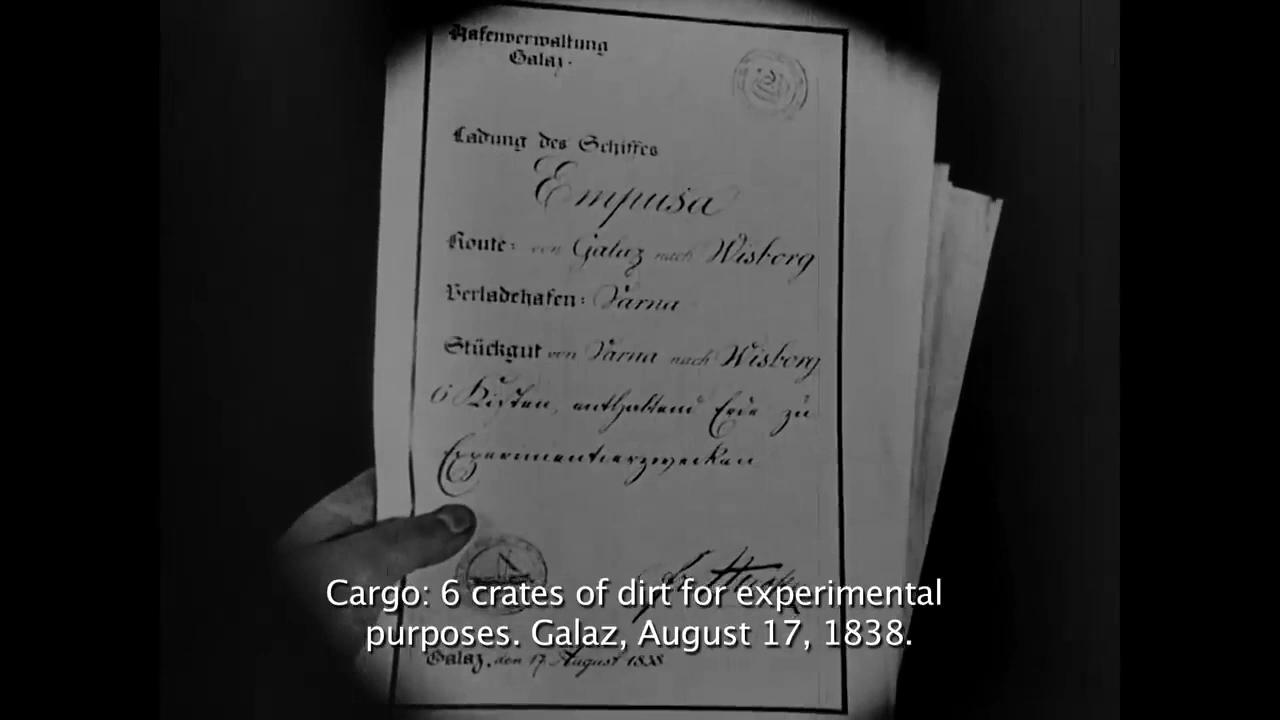 Hafenverwaltung
Galaz.
Ladung des Schiffes
Empusa
Route: von Galaz nach Wisborg
Verladehafen: Varna
Stückgut von Varna nach Wisborg
6 Kisten, enthaltend Erde zu
Experimentierzwecken
Cargo: 6 crates of dirt for experimental
purposes. Galaz, August 17, 1838.
Galaz, den 17 August 1838